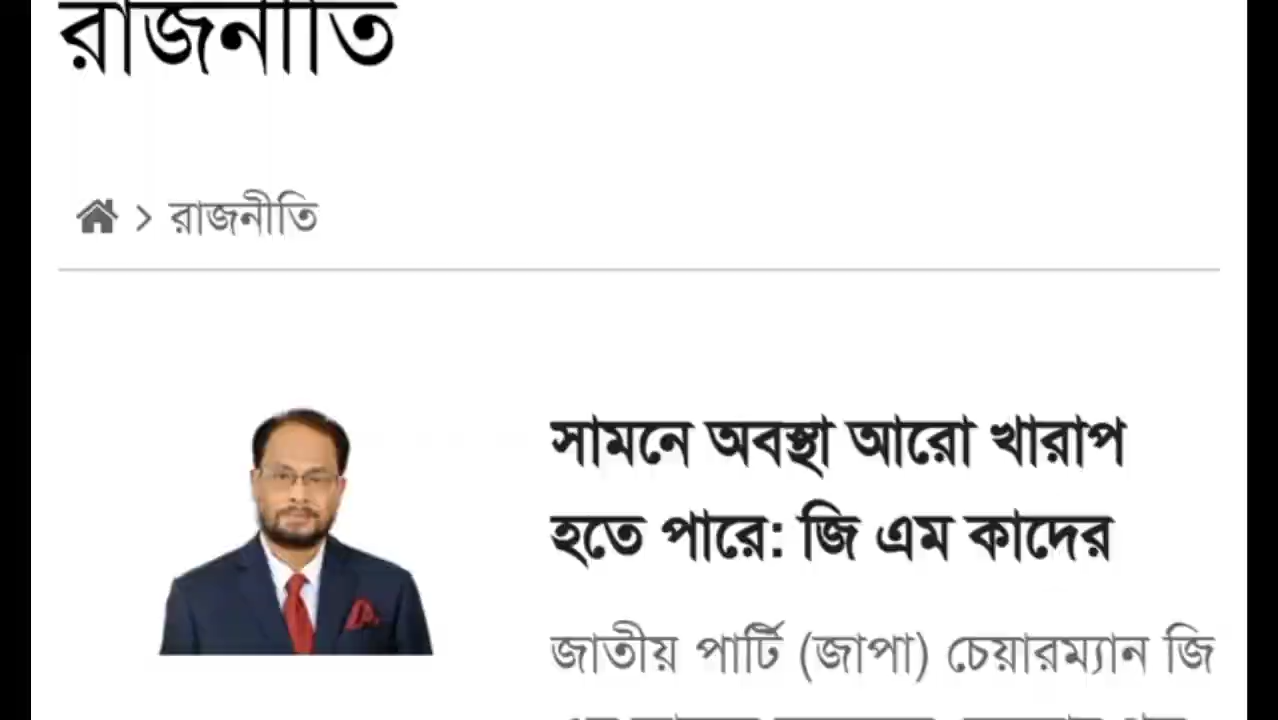 রাজনীতি
> রাজনীতি
সামনে অবস্থা আরো খারাপ
হতে পারে: জি এম কাদের
জাতীয় পার্টি (জাপা) চেয়ারম্যান জি